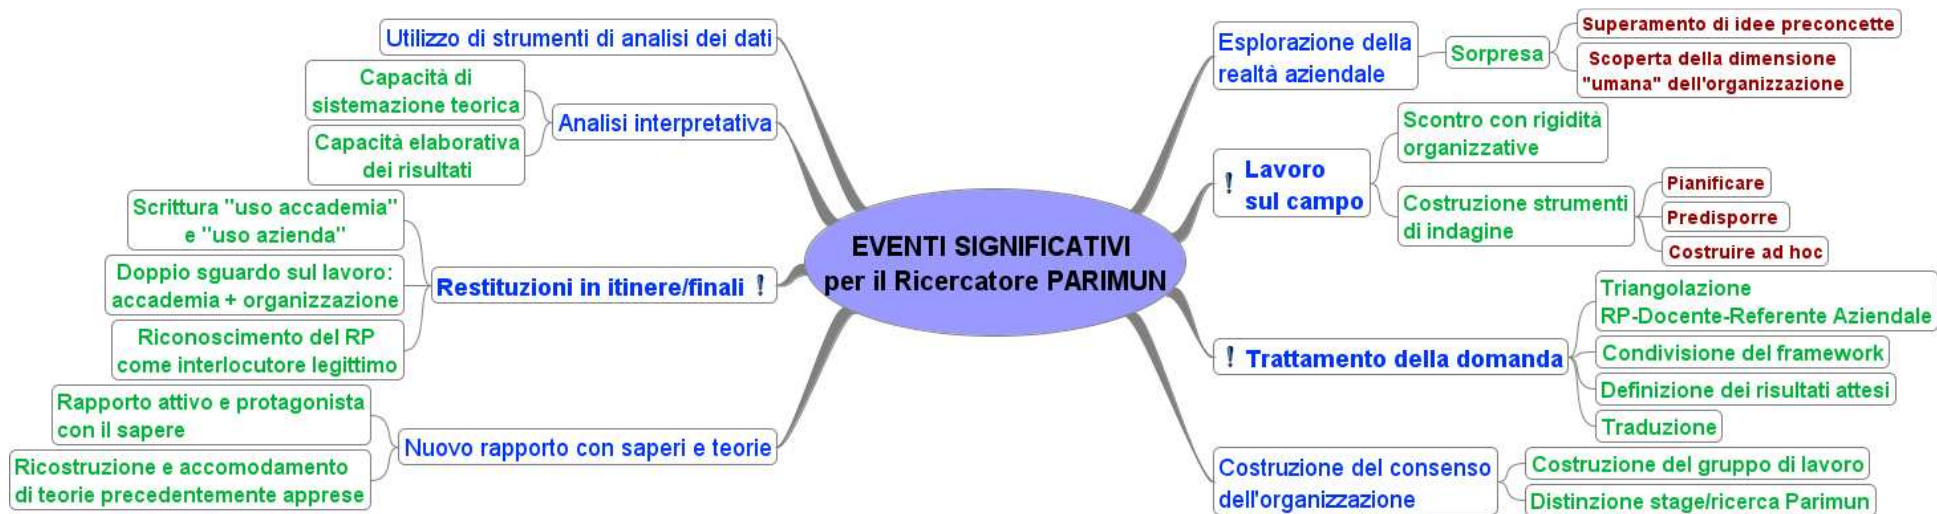 EVENTI SIGNIFICATIVI
per il Ricercatore PARIMUN
Utilizzo di strumenti di analisi dei dati
Analisi interpretativa
Capacità di
sistemazione teorica
Capacità elaborativa
dei risultati
Restituzioni in itinere/finali !
Scrittura "uso accademia"
e "uso azienda"
Doppio sguardo sul lavoro:
accademia + organizzazione
Riconoscimento del RP
come interlocutore legittimo
Nuovo rapporto con saperi e teorie
Rapporto attivo e protagonista
con il sapere
Ricostruzione e accomodamento
di teorie precedentemente apprese
Esplorazione della
realtà aziendale
Sorpresa
Superamento di idee preconcette
Scoperta della dimensione
"umana" dell'organizzazione
! Lavoro
sul campo
Scontro con rigidità
organizzative
Costruzione strumenti
di indagine
Pianificare
Predisporre
Costruire ad hoc
! Trattamento della domanda
Triangolazione
RP-Docente-Referente Aziendale
Condivisione del framework
Definizione dei risultati attesi
Traduzione
Costruzione del consenso
dell'organizzazione
Costruzione del gruppo di lavoro
Distinzione stage/ricerca Parimun